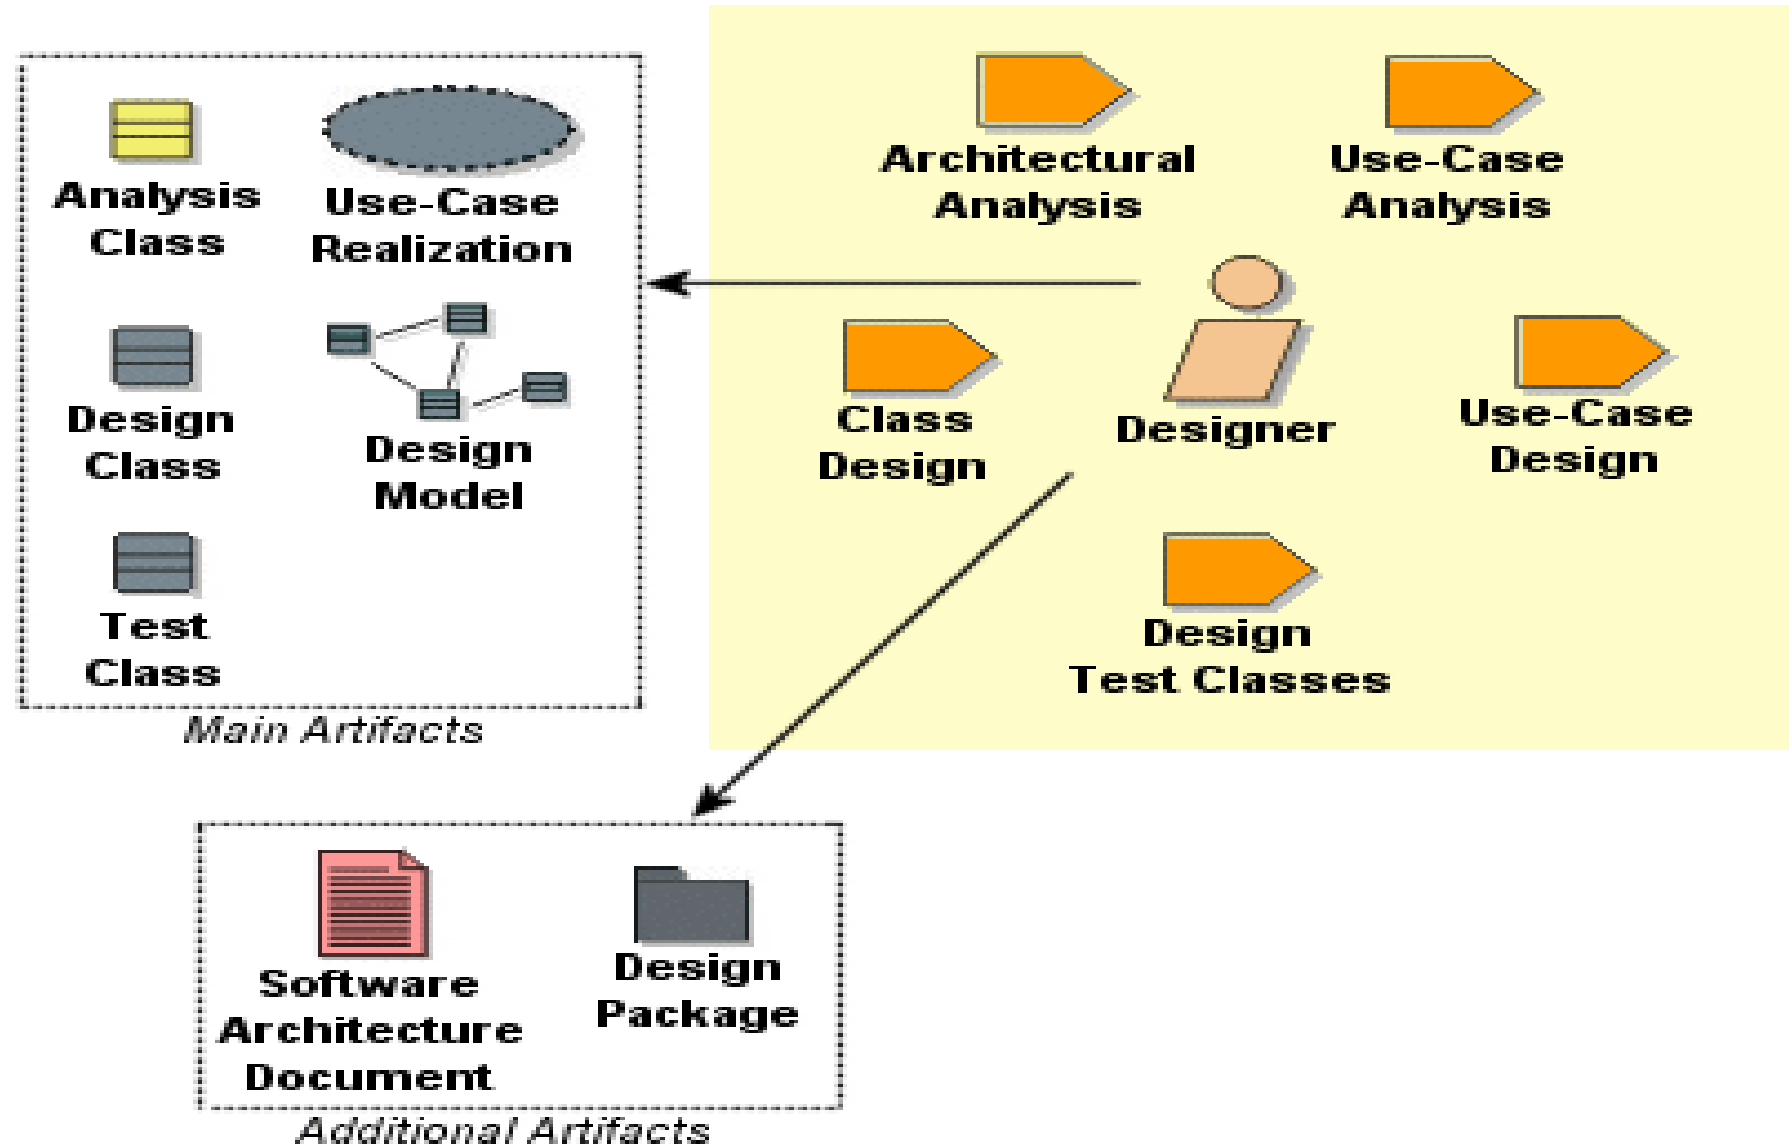 Analysis
Class
Use-Case
Realization
Design
Class
Design
Model
Test
Class
Main Artifacts
Architectural
Analysis
Use-Case
Analysis
Class
Design
Designer
Use-Case
Design
Design
Test Classes
Software
Architecture
Document
Design
Package
Additional Artifacts